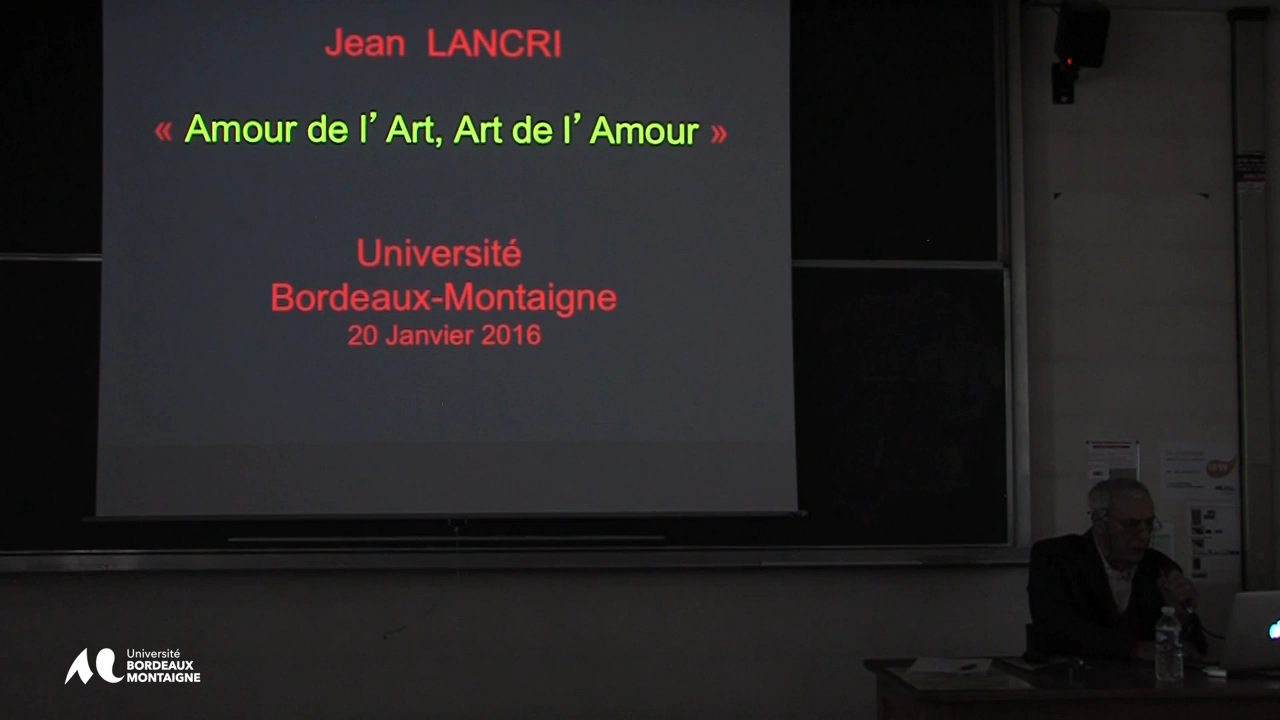 Jean LANCRI
« Amour de l’ Art, Art de l’ Amour »
Université
Bordeaux-Montaigne
20 Janvier 2016
Université
BORDEAUX
MONTAIGNE